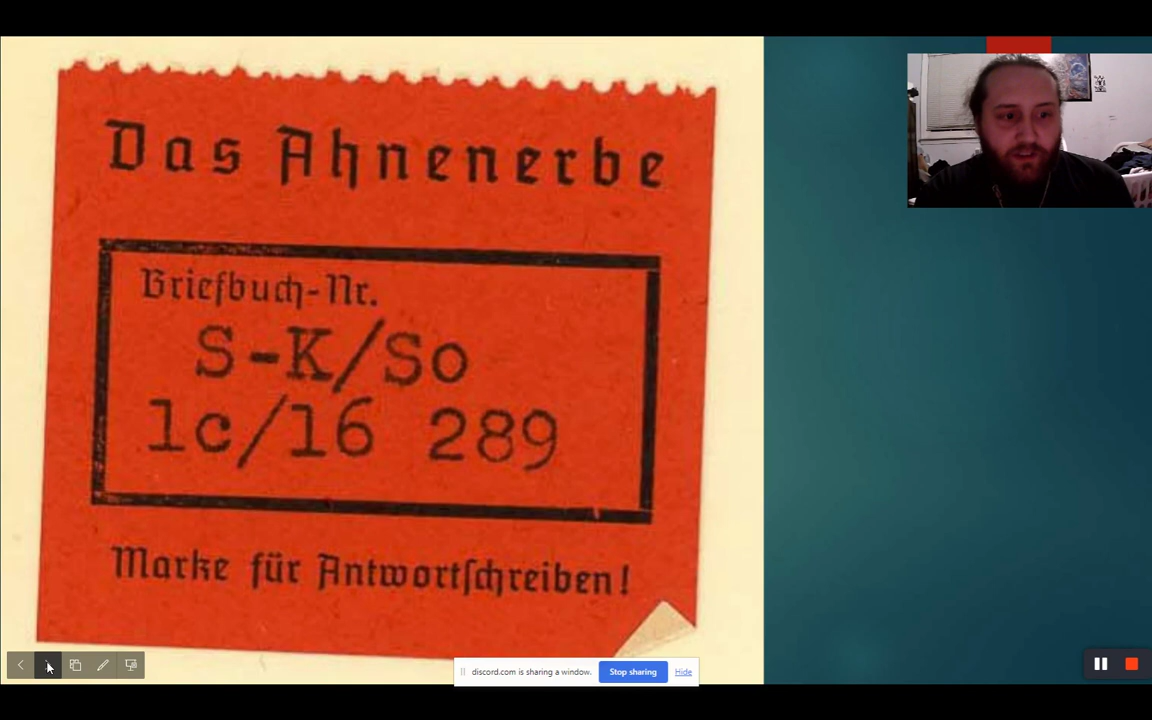 Das Ahnenerbe
Briefbuch-Nr.
S-K/So
1c/16 289
Marke für Antwortſchreiben!
discord.com is sharing a window.
Stop sharing
Hide